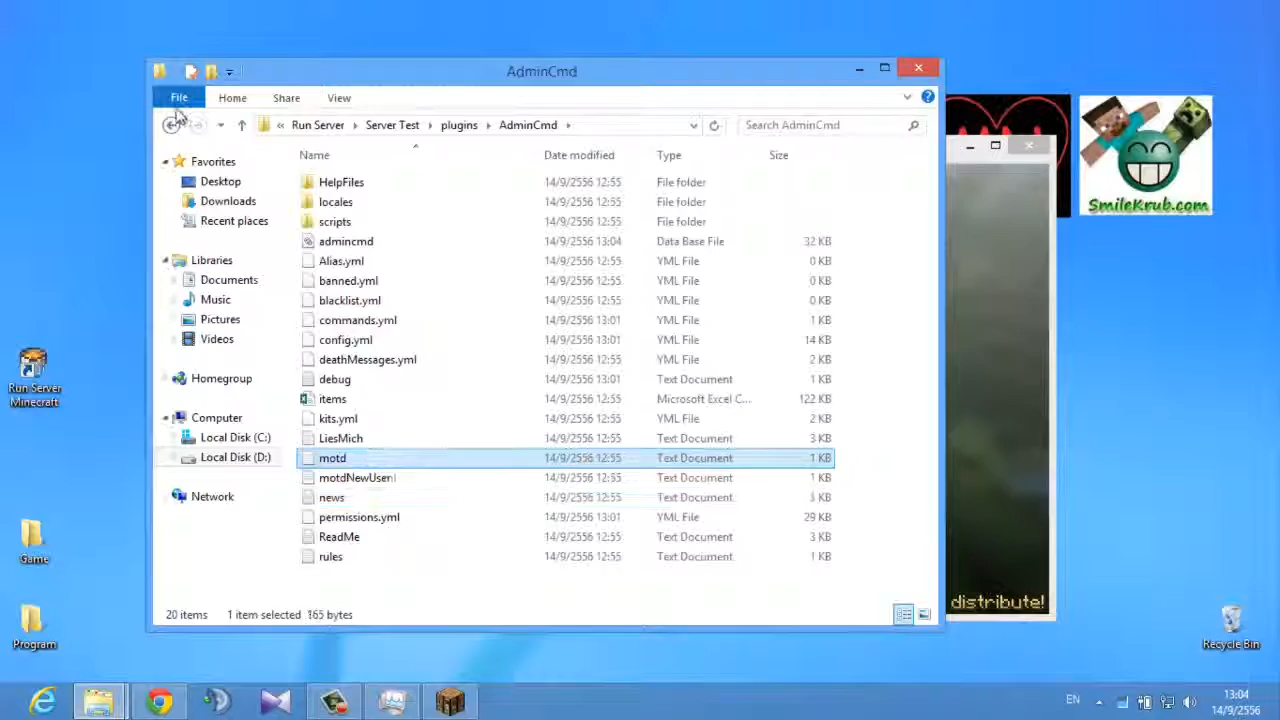 AdminCmd
File Home Share View
« Run Server Server Test plugins AdminCmd Search AdminCmd
Name Date modified Type Size
Favorites
Desktop
Downloads
Recent places
Libraries
Documents
Music
Pictures
Videos
Homegroup
Computer
Local Disk (C:)
Local Disk (D:)
Network
HelpFiles 14/9/2556 12:55 File folder
locales 14/9/2556 12:55 File folder
scripts 14/9/2556 12:55 File folder
admincmd 14/9/2556 13:04 Data Base File 32 KB
Alias.yml 14/9/2556 12:55 YML File 0 KB
banned.yml 14/9/2556 12:55 YML File 0 KB
blacklist.yml 14/9/2556 12:55 YML File 0 KB
commands.yml 14/9/2556 13:01 YML File 1 KB
config.yml 14/9/2556 13:01 YML File 14 KB
deathMessages.yml 14/9/2556 12:55 YML File 2 KB
debug 14/9/2556 13:01 Text Document 1 KB
items 14/9/2556 12:55 Microsoft Excel C... 122 KB
kits.yml 14/9/2556 12:55 YML File 2 KB
LiesMich 14/9/2556 12:55 Text Document 3 KB
motd 14/9/2556 12:55 Text Document 1 KB
motdNewUser 14/9/2556 12:55 Text Document 1 KB
news 14/9/2556 12:55 Text Document KB
permissions.yml 14/9/2556 13:01 YML File 29 KB
ReadMe 14/9/2556 12:55 Text Document 3 KB
rules 14/9/2556 12:55 Text Document 1 KB
20 items 1 item selected 165 bytes
distribute!
SmileKrub.com
Run Server
Minecraft
Game
Program
Recycle Bin
EN
13:04
14/9/2556